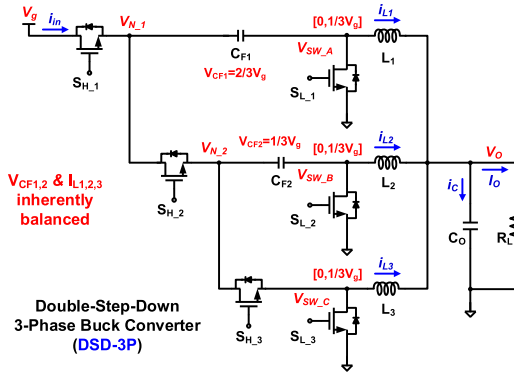 V_g
i_in
S_H_1
V_N_1
C_F1
V_CF1=2/3V_g
[0,1/3V_g]
V_SW_A
S_L_1
i_L1
L_1
S_H_2
V_N_2
V_CF2=1/3V_g
C_F2
[0,1/3V_g]
V_SW_B
S_L_2
i_L2
L_2
V_O
i_C
I_O
C_O
R_L
V_CF1,2 & I_L1,2,3
inherently
balanced
S_H_3
[0,1/3V_g]
V_SW_C
S_L_3
i_L3
L_3
Double-Step-Down
3-Phase Buck Converter
(DSD-3P)